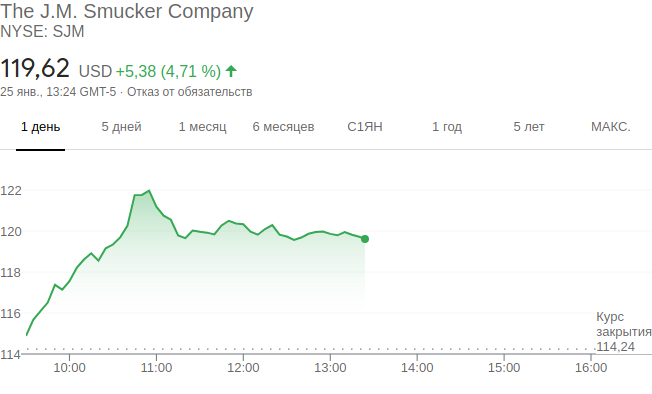 The J.M. Smucker Company
NYSE: SJM
119,62 USD +5,38 (4,71 %)
25 янв., 13:24 GMT-5 · Отказ от обязательств
1 день 5 дней 1 месяц 6 месяцев С1ЯН 1 год 5 лет МАКС.
122
120
118
116
Курс
закрытия
114,24
114
10:00 11:00 12:00 13:00 14:00 15:00 16:00